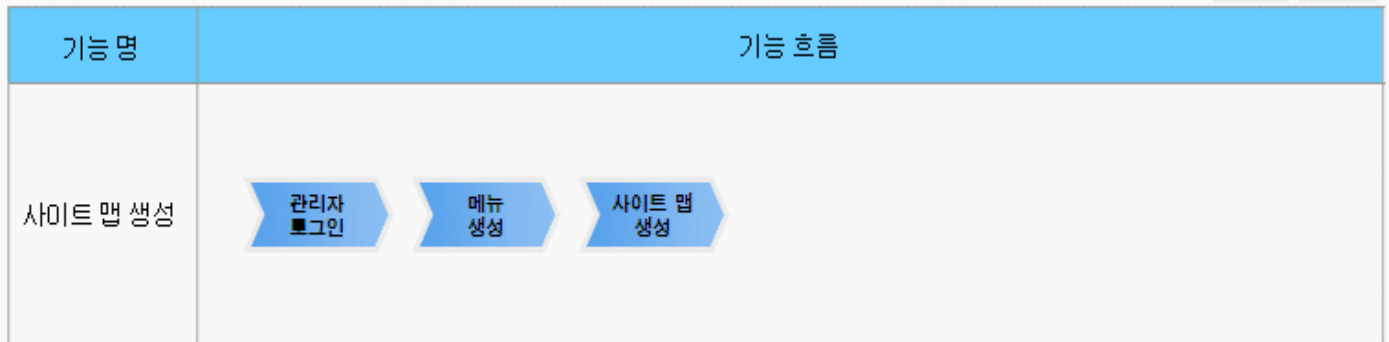 기능 명
기능 흐름
사이트 맵 생성
관리자
로그인
메뉴
생성
사이트 맵
생성